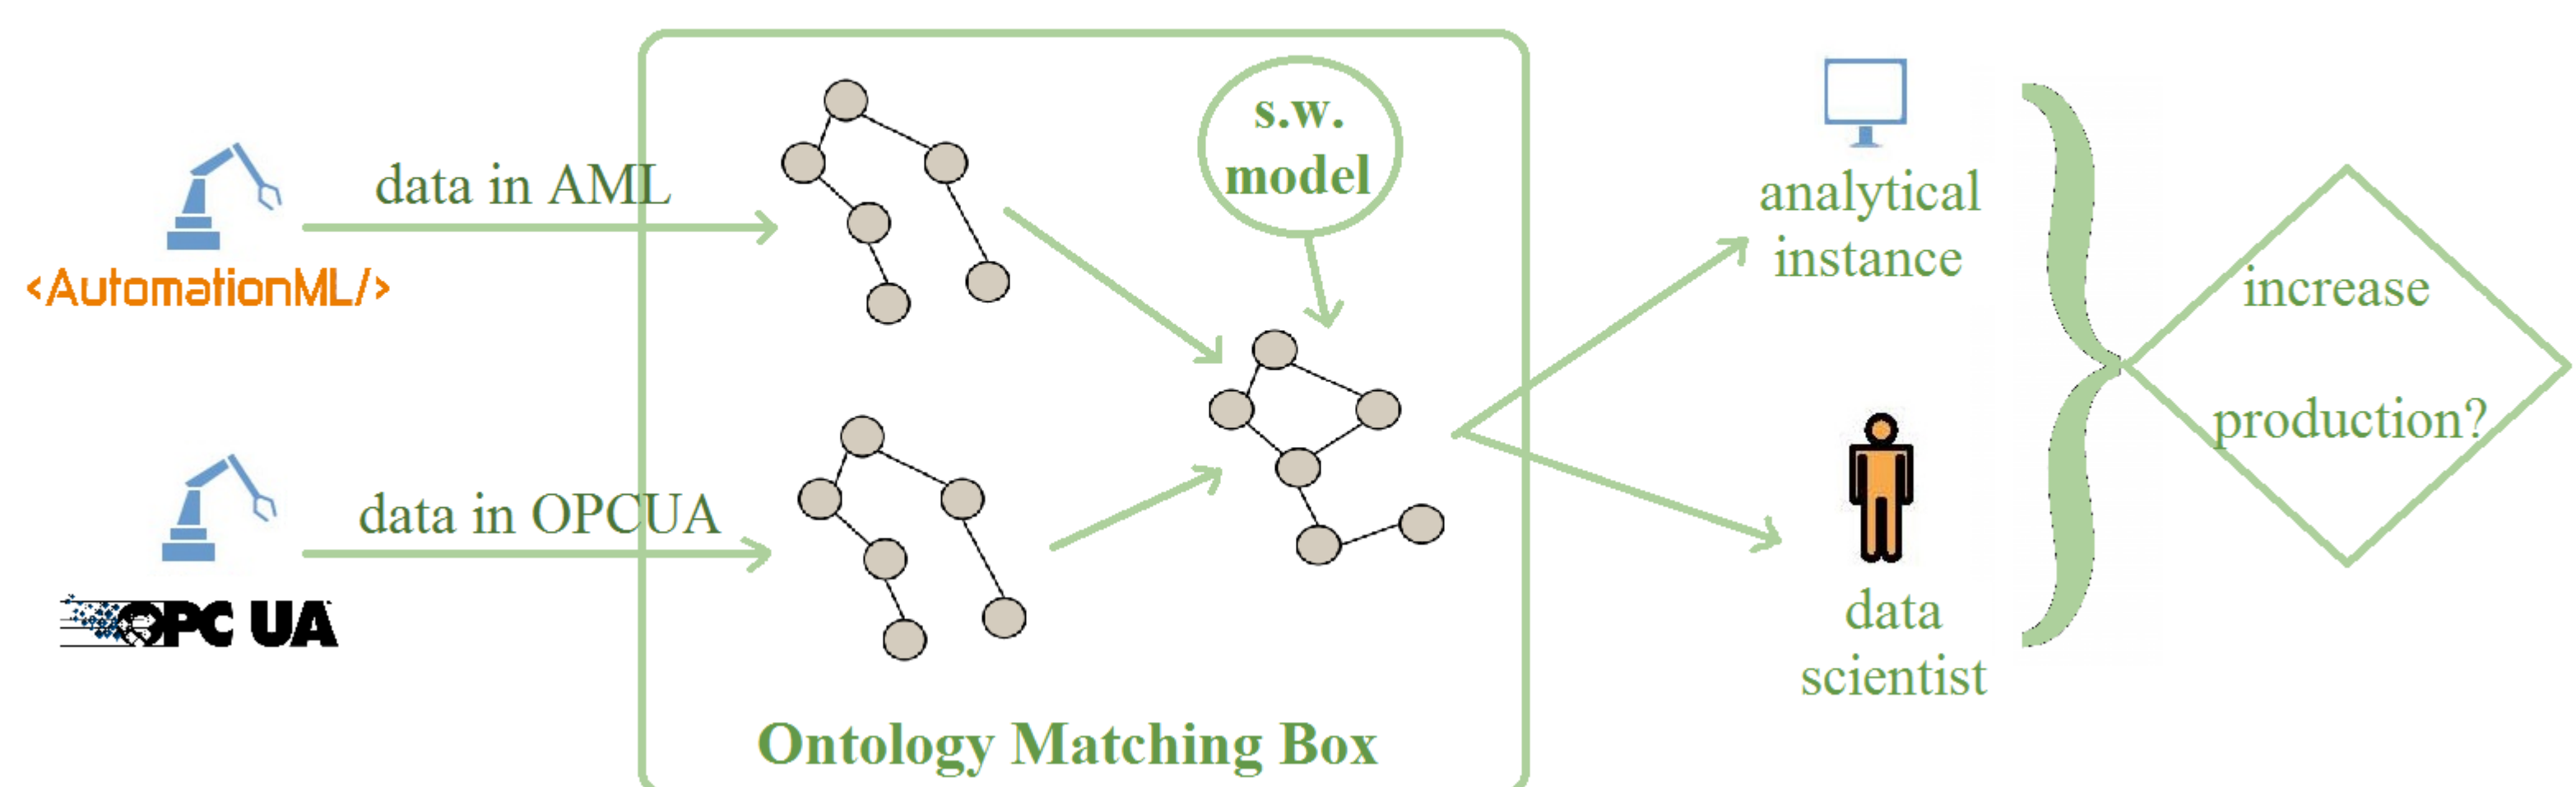 <AutomationML/>
data in AML
OPC UA
data in OPCUA
s.w.
model
Ontology Matching Box
analytical
instance
data
scientist
increase
production?